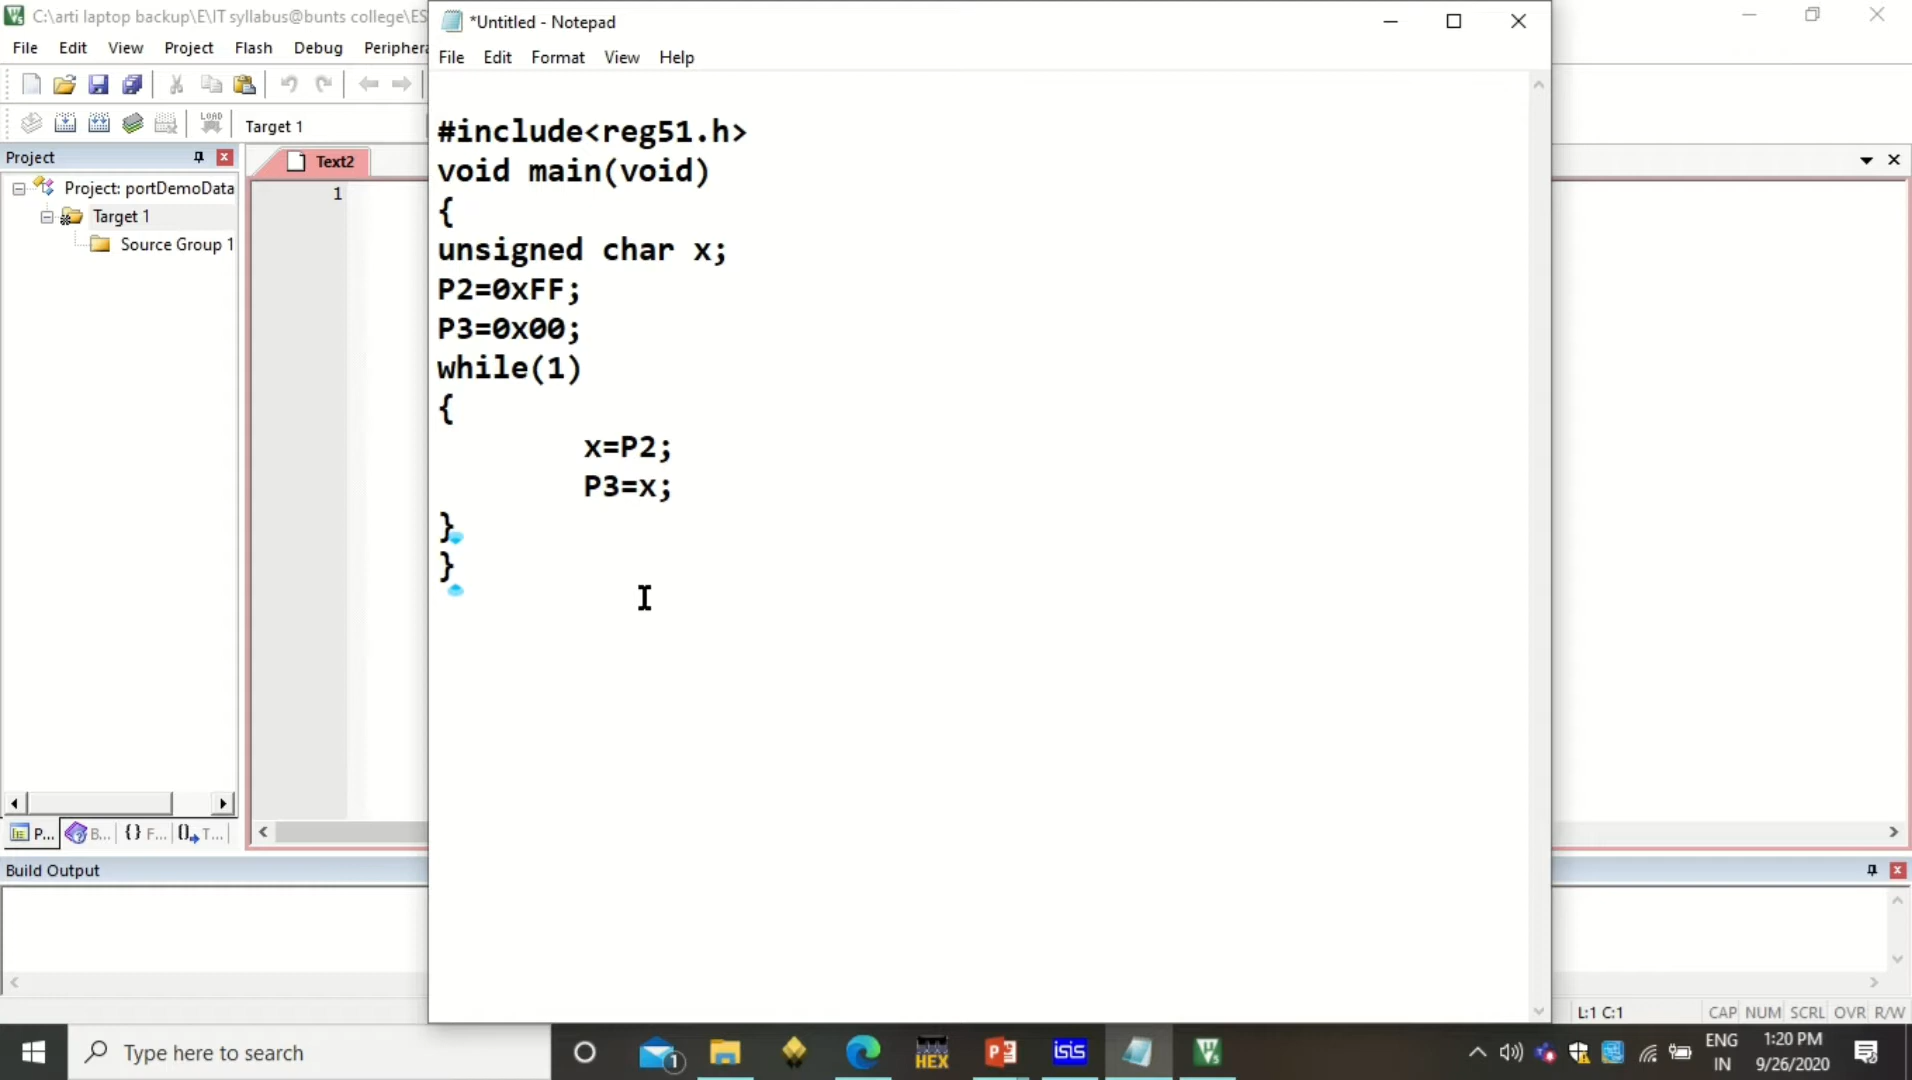 C:\arti laptop backup\E\IT syllabus@bunts college\ES
File Edit View Project Flash Debug Periphera
Target 1
Project
Project: portDemoData
Target 1
Source Group 1
P... B... {} F... T...
Text2
1
*Untitled - Notepad
File Edit Format View Help
#include<reg51.h>
void main(void)
{
unsigned char x;
P2=0xFF;
P3=0x00;
while(1)
{
x=P2;
P3=x;
}
}
Build Output
L:1 C:1 CAP NUM SCRL OVR R/W
Type here to search
1
HEX
isis
ENG
IN
1:20 PM
9/26/2020